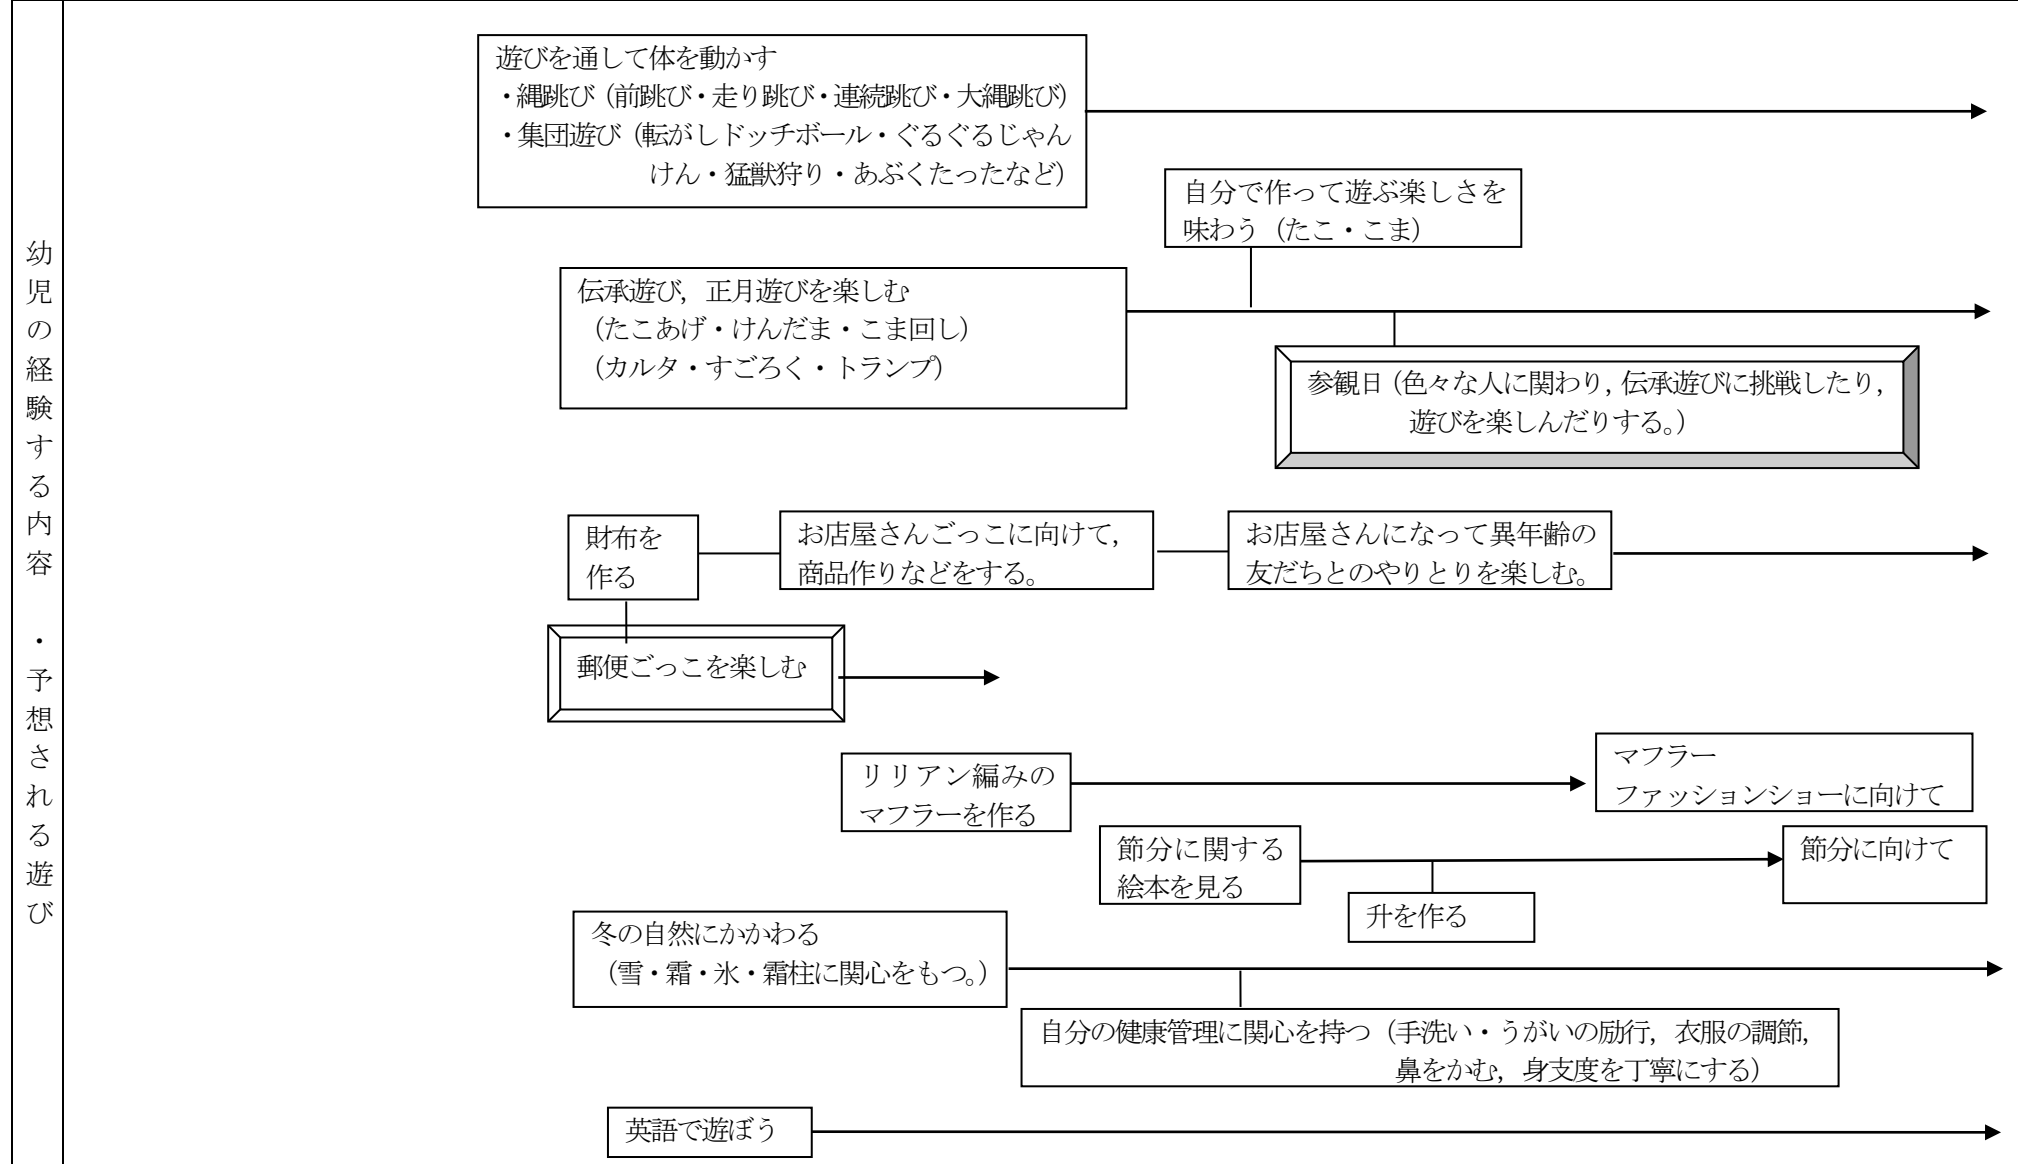 幼児の経験する内容　・予想される遊び
遊びを通して体を動かす
・縄跳び（前跳び・走り跳び・連続跳び・大縄跳び）
・集団遊び（転がしドッチボール・ぐるぐるじゃん
けん・猛獣狩り・あぶくたったなど）
自分で作って遊ぶ楽しさを
味わう（たこ・こま）
伝承遊び，正月遊びを楽しむ
（たこあげ・けんだま・こま回し）
（カルタ・すごろく・トランプ）
参観日（色々な人に関わり，伝承遊びに挑戦したり，
遊びを楽しんだりする。）
財布を
作る
お店屋さんごっこに向けて，
商品作りなどをする。
お店屋さんになって異年齢の
友だちとのやりとりを楽しむ。
郵便ごっこを楽しむ
リリアン編みの
マフラーを作る
マフラー
ファッションショーに向けて
節分に関する
絵本を見る
節分に向けて
升を作る
冬の自然にかかわる
（雪・霜・氷・霜柱に関心をもつ。）
自分の健康管理に関心を持つ（手洗い・うがいの励行，衣服の調節，
鼻をかむ，身支度を丁寧にする）
英語で遊ぼう